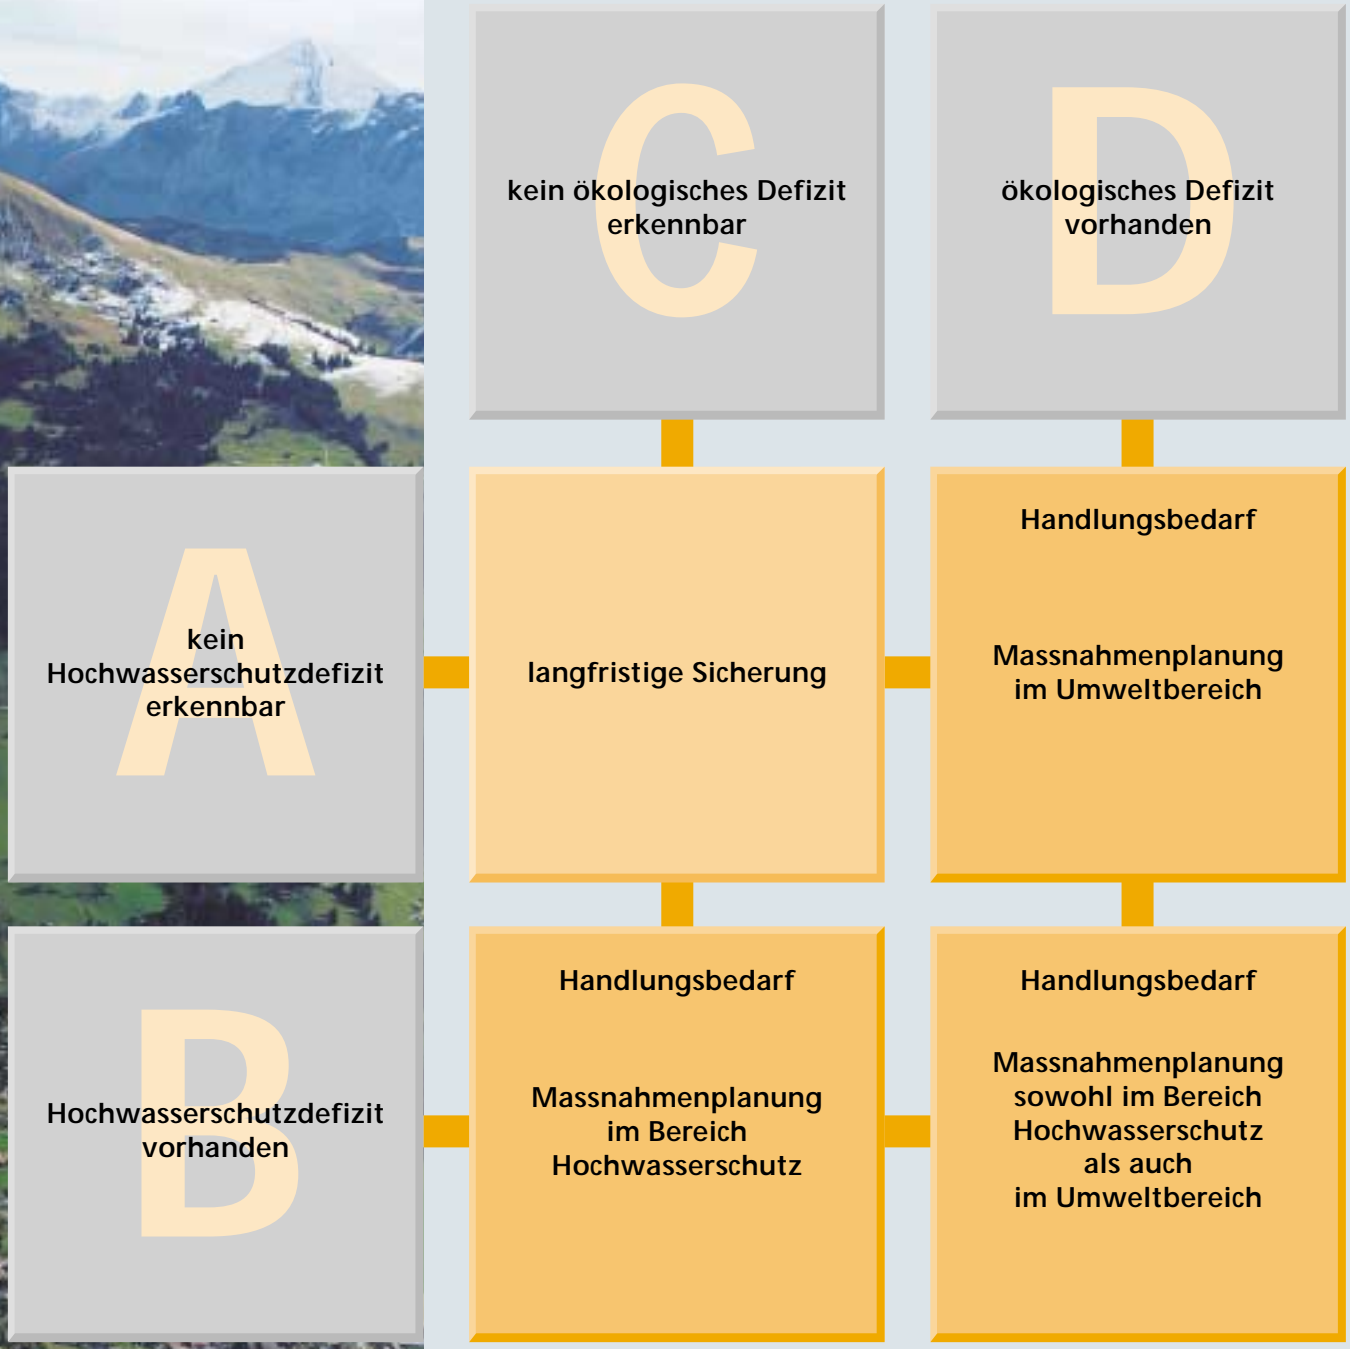 C
kein ökologisches Defizit
erkennbar
D
ökologisches Defizit
vorhanden
A
kein
Hochwasserschutzdefizit
erkennbar
langfristige Sicherung
Handlungsbedarf
Massnahmenplanung
im Umweltbereich
B
Hochwasserschutzdefizit
vorhanden
Handlungsbedarf
Massnahmenplanung
im Bereich
Hochwasserschutz
Handlungsbedarf
Massnahmenplanung
sowohl im Bereich
Hochwasserschutz
als auch
im Umweltbereich